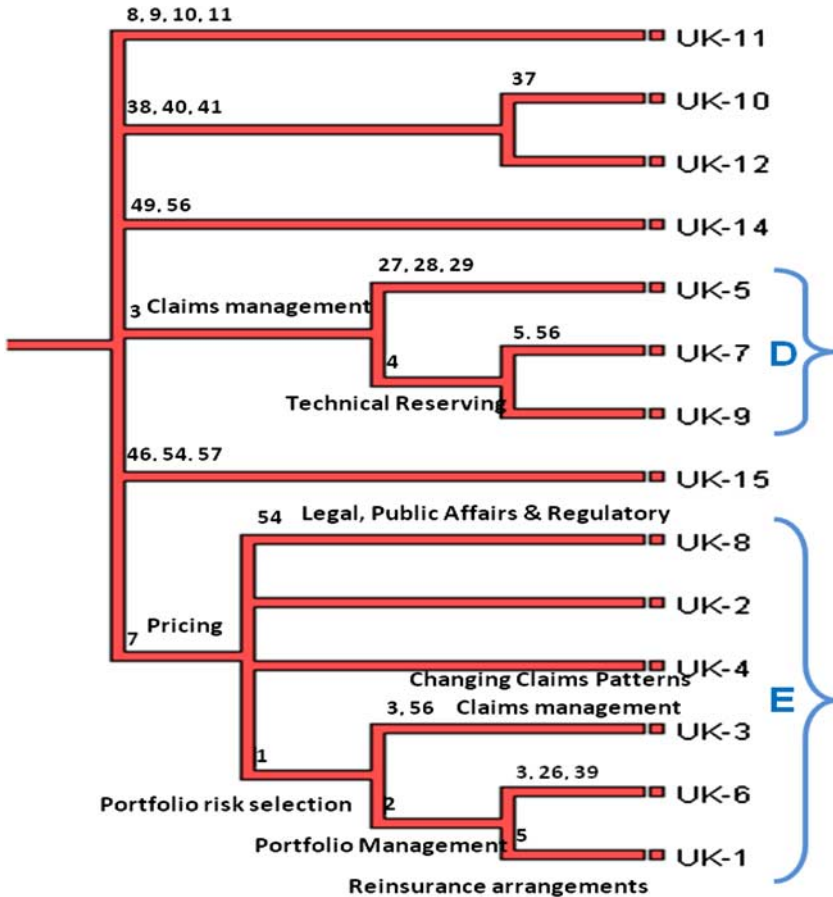 8, 9, 10, 11
UK-11
37
UK-10
38, 40, 41
UK-12
49, 56
UK-14
27, 28, 29
UK-5
3 Claims management
5. 56
UK-7
D
4
Technical Reserving
UK-9
46. 54. 57
UK-15
54 Legal, Public Affairs & Regulatory
UK-8
UK-2
7 Pricing
UK-4
Changing Claims Patterns
E
3, 56 Claims management
UK-3
1
3, 26, 39
UK-6
Portfolio risk selection
2
Portfolio Management
5
UK-1
Reinsurance arrangements